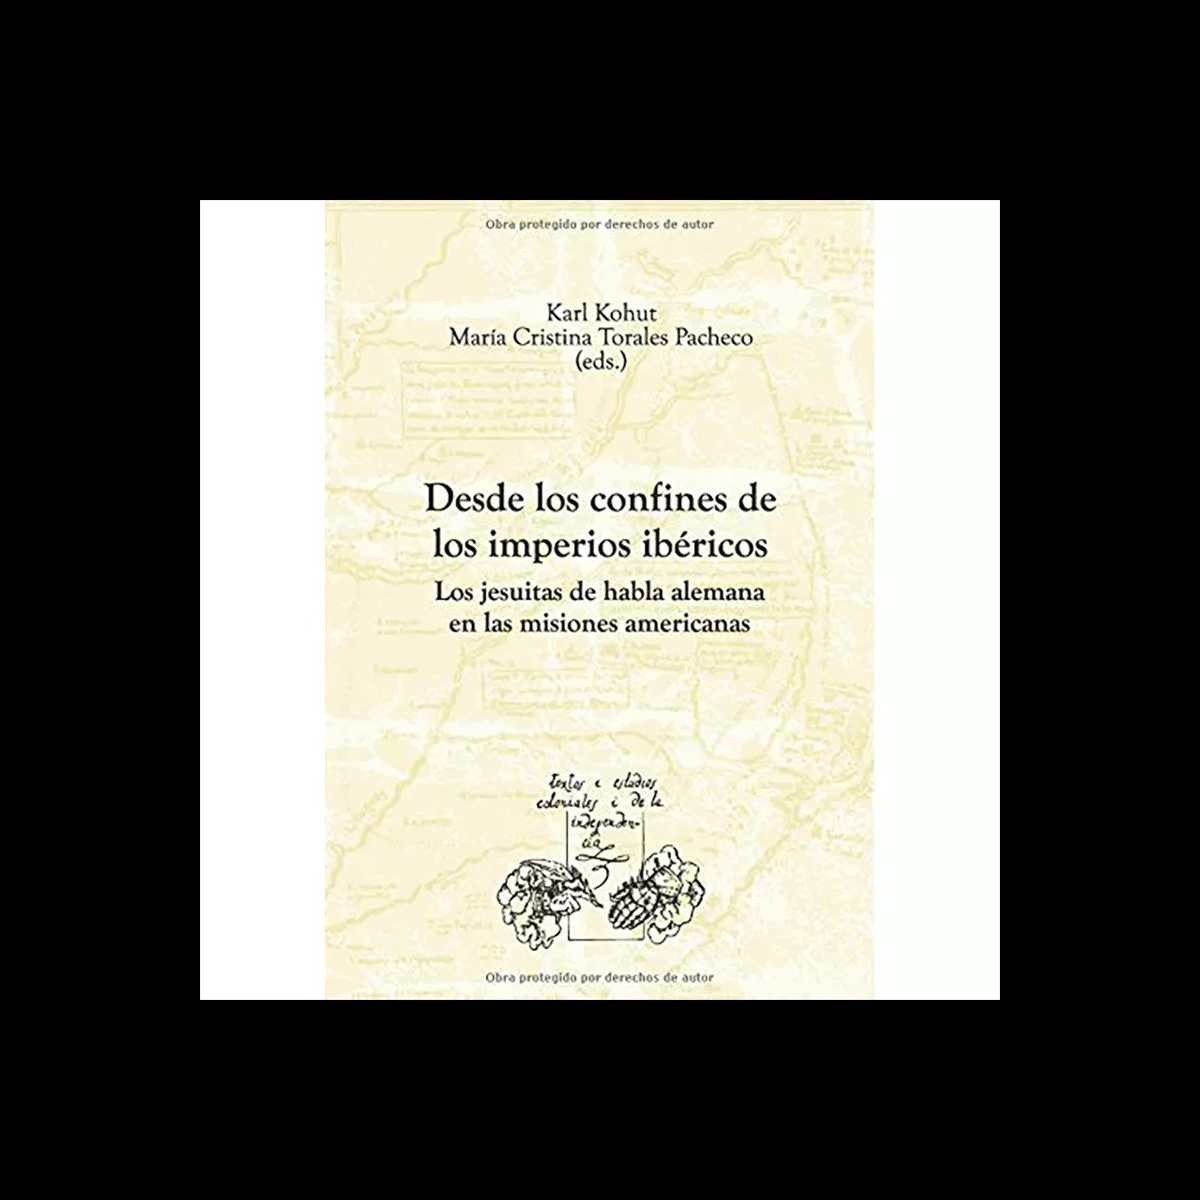 Obra protegido por derechos de autor
Karl Kohut
María Cristina Torales Pacheco
(eds.)
Desde los confines de
los imperios ibéricos
Los jesuitas de habla alemana
en las misiones americanas
textos e estudios
coloniales i de la
independen-
cia
Obra protegido por derechos de autor